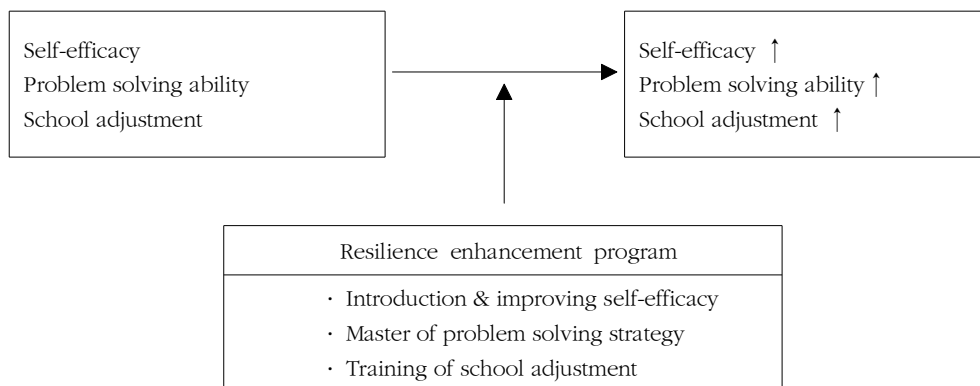 Self-efficacy
Problem solving ability
School adjustment
Self-efficacy ↑
Problem solving ability ↑
School adjustment ↑
Resilience enhancement program
· Introduction & improving self-efficacy
· Master of problem solving strategy
· Training of school adjustment